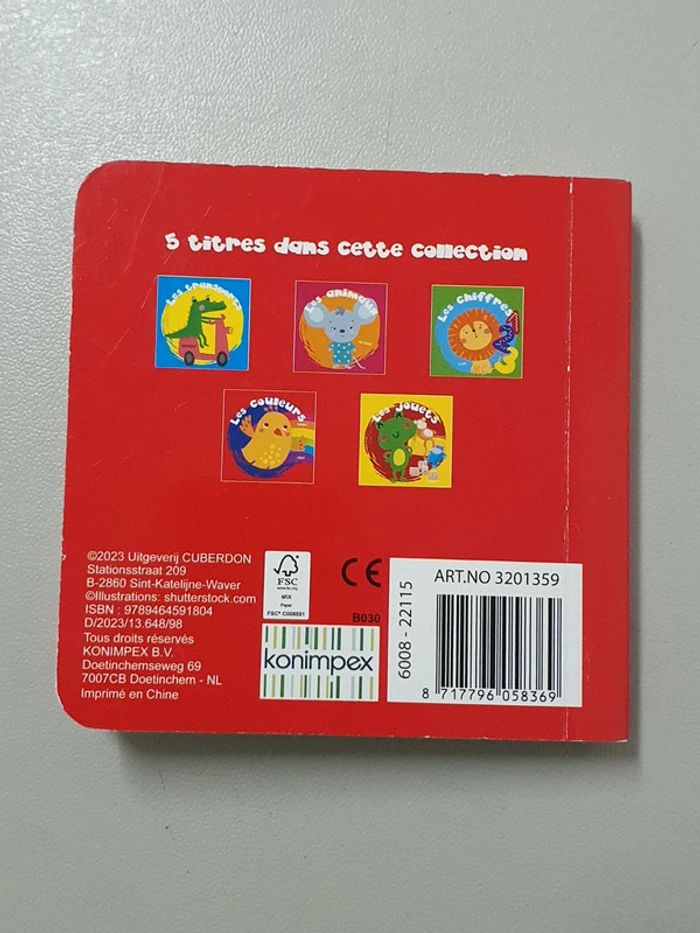 5 titres dans cette collection
Les transports
Les animaux
Les chiffres
Les couleurs
Les jouets
©2023 Uitgeverij CUBERDON
Stationsstraat 209
B-2860 Sint-Katelijne-Waver
©Illustrations: shutterstock.com
ISBN : 9789464591804
D/2023/13.648/98
Tous droits réservés
KONIMPEX B.V.
Doetinchemseweg 69
7007CB Doetinchem - NL
Imprimé en Chine
FSC
www.fsc.org
MIX
Paper
FSC® C008551
CE
B030
konimpex
6008 - 22115
ART.NO 3201359
8 717796 058369